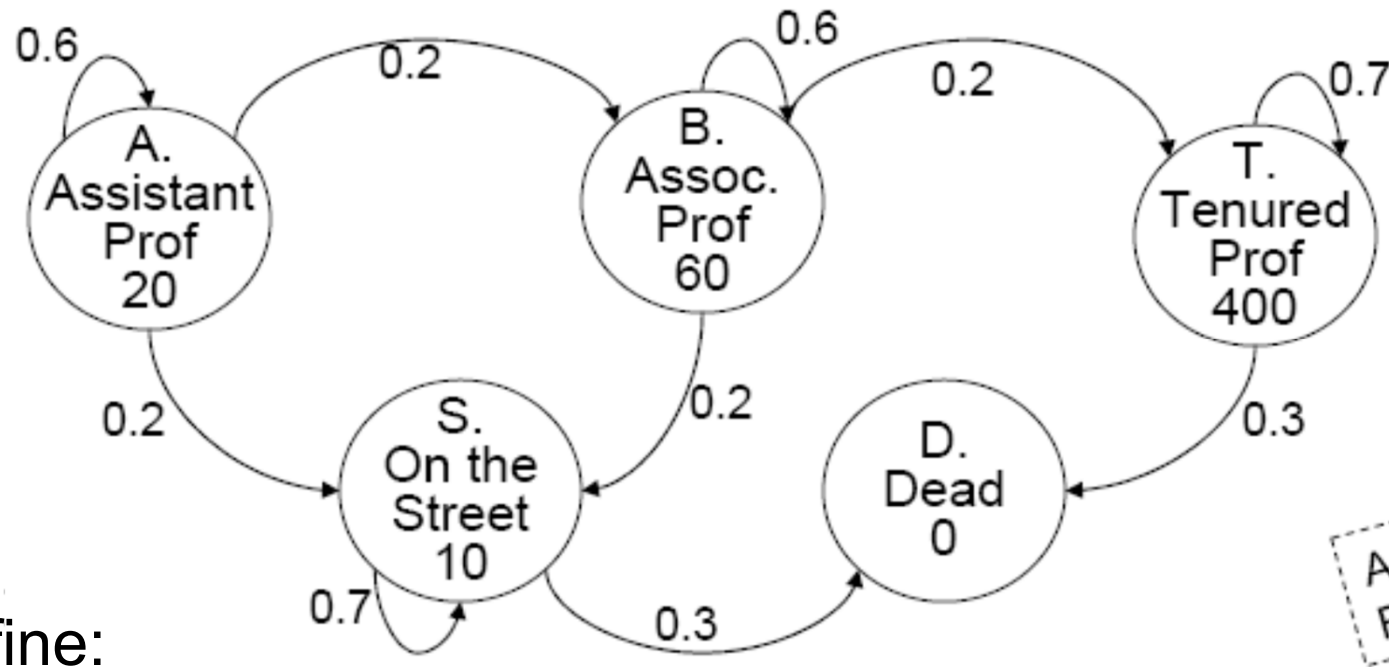 0.6
0.2
0.6
0.2
0.7
A.
Assistant
Prof
20
B.
Assoc.
Prof
60
T.
Tenured
Prof
400
0.2
0.2
0.3
S.
On the
Street
10
D.
Dead
0
0.7
0.3
fine:
A